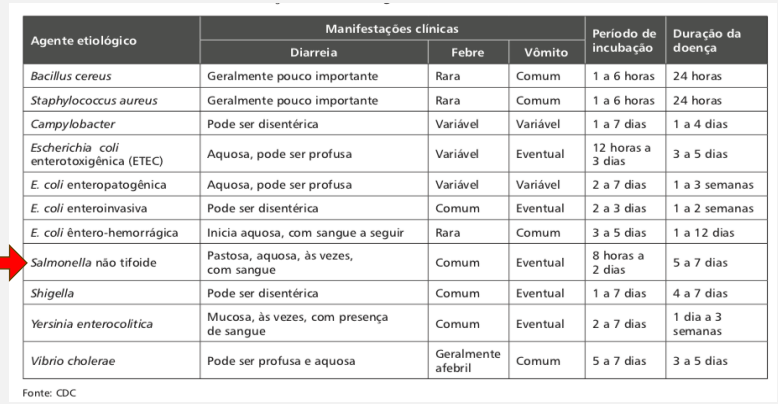 Agente etiológico
Manifestações clínicas
Período de
incubação
Duração da
doença
Diarreia
Febre
Vômito
Bacillus cereus Geralmente pouco importante Rara Comum 1 a 6 horas 24 horas
Staphylococcus aureus Geralmente pouco importante Rara Comum 1 a 6 horas 24 horas
Campylobacter Pode ser disentérica Variável Variável 1 a 7 dias 1 a 4 dias
Escherichia coli
enterotoxigênica (ETEC)
Aquosa, pode ser profusa Variável Eventual
12 horas a
3 dias
3 a 5 dias
E. coli enteropatogênica Aquosa, pode ser profusa Variável Variável 2 a 7 dias 1 a 3 semanas
E. coli enteroinvasiva Pode ser disentérica Comum Eventual 2 a 3 dias 1 a 2 semanas
E. coli êntero-hemorrágica Inicia aquosa, com sangue a seguir Rara Comum 3 a 5 dias 1 a 12 dias
Salmonella não tifoide
Pastosa, aquosa, às vezes,
com sangue
Comum Eventual
8 horas a
2 dias
5 a 7 dias
Shigella Pode ser disentérica Comum Eventual 1 a 7 dias 4 a 7 dias
Yersinia enterocolitica
Mucosa, às vezes, com presença
de sangue
Comum Eventual 2 a 7 dias
1 dia a 3
semanas
Vibrio cholerae Pode ser profusa e aquosa
Geralmente
afebril
Comum 5 a 7 dias 3 a 5 dias
Fonte: CDC